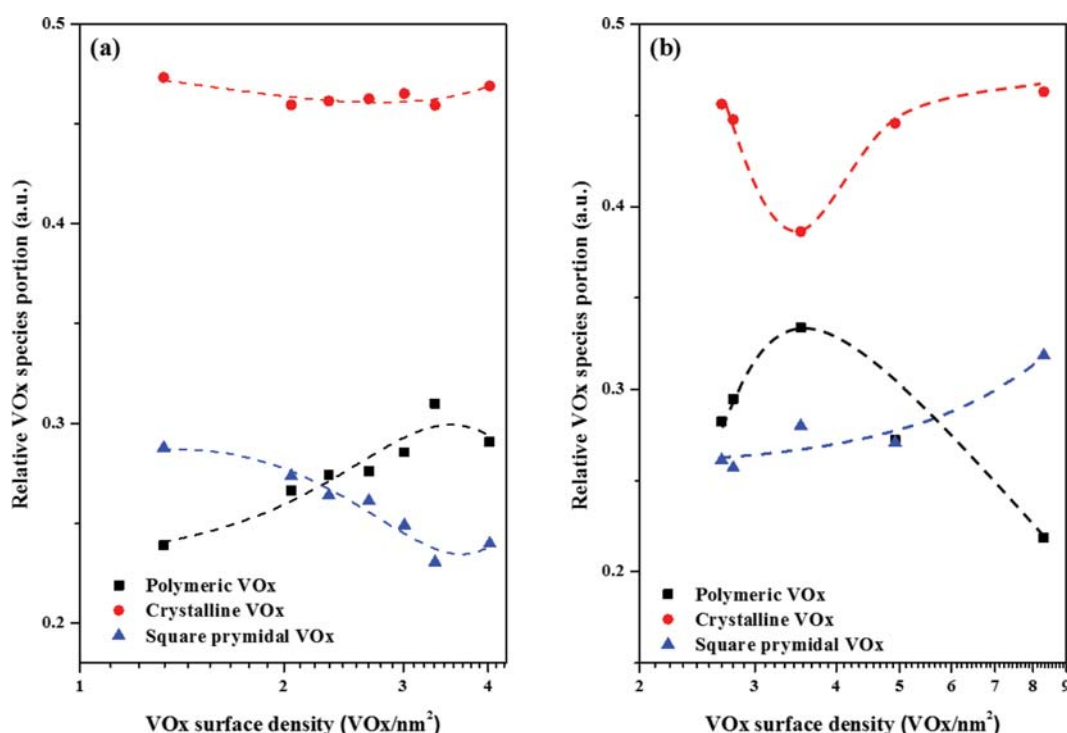 (a)
Relative VOx species portion (a.u.)
0.5
0.4
0.3
0.2
Polymeric VOx
Crystalline VOx
Square prymidal VOx
1
2
3
4
VOx surface density (VOx/nm²)
(b)
Relative VOx species portion (a.u.)
0.5
0.4
0.3
0.2
Polymeric VOx
Crystalline VOx
Square prymidal VOx
2
3
4
5
6
7
8
9
VOx surface density (VOx/nm²)